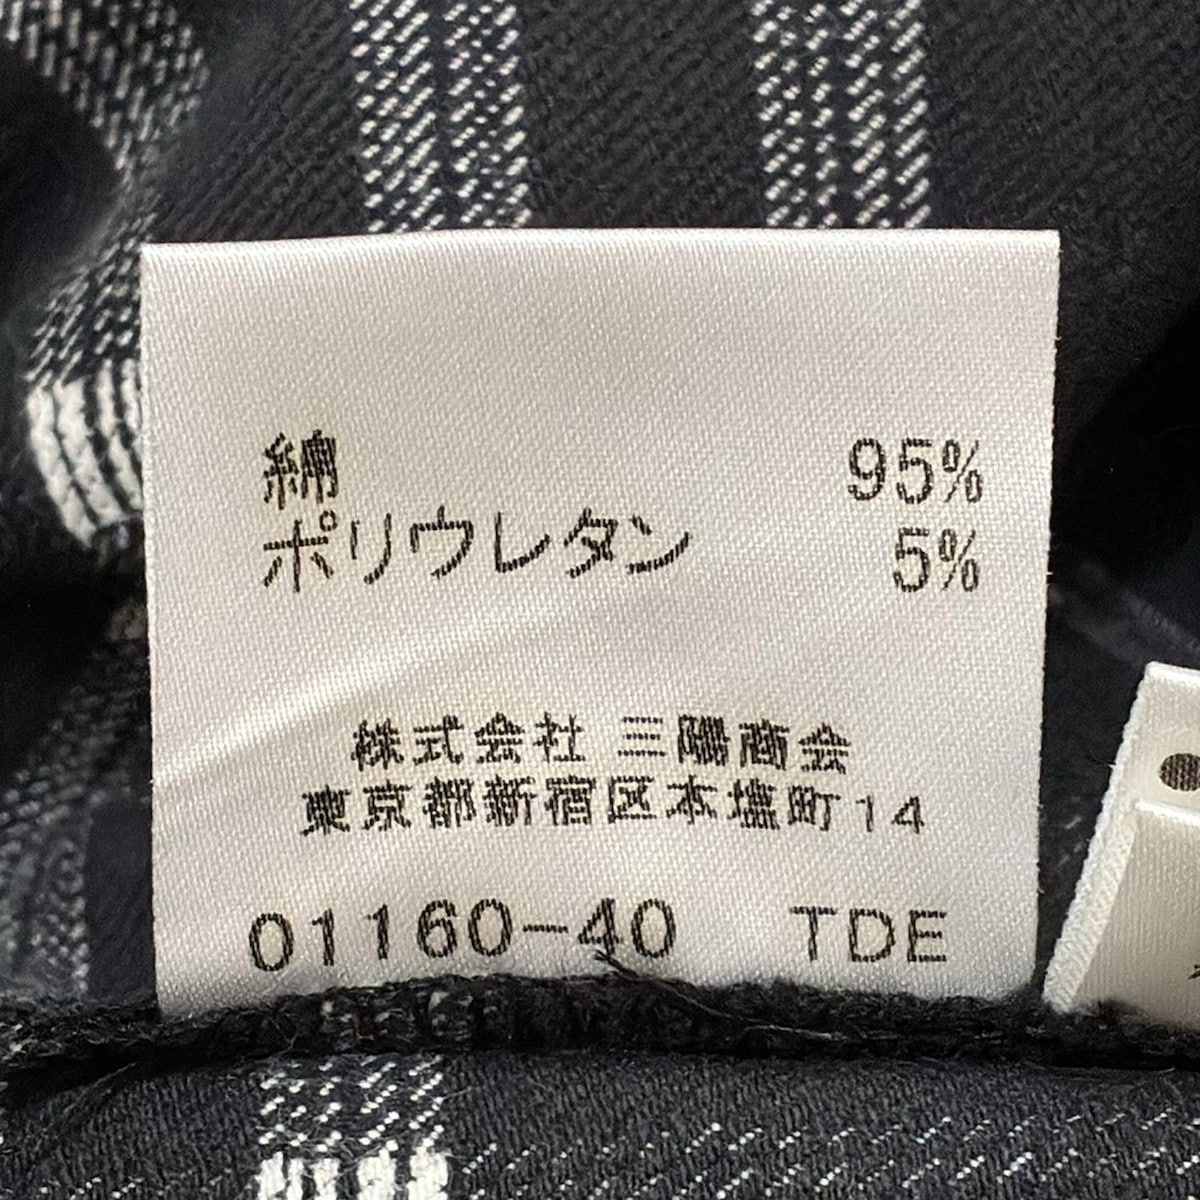 綿 95%
ポリウレタン 5%
株式会社 三陽商会
東京都新宿区本塩町14
01160-40 TDE